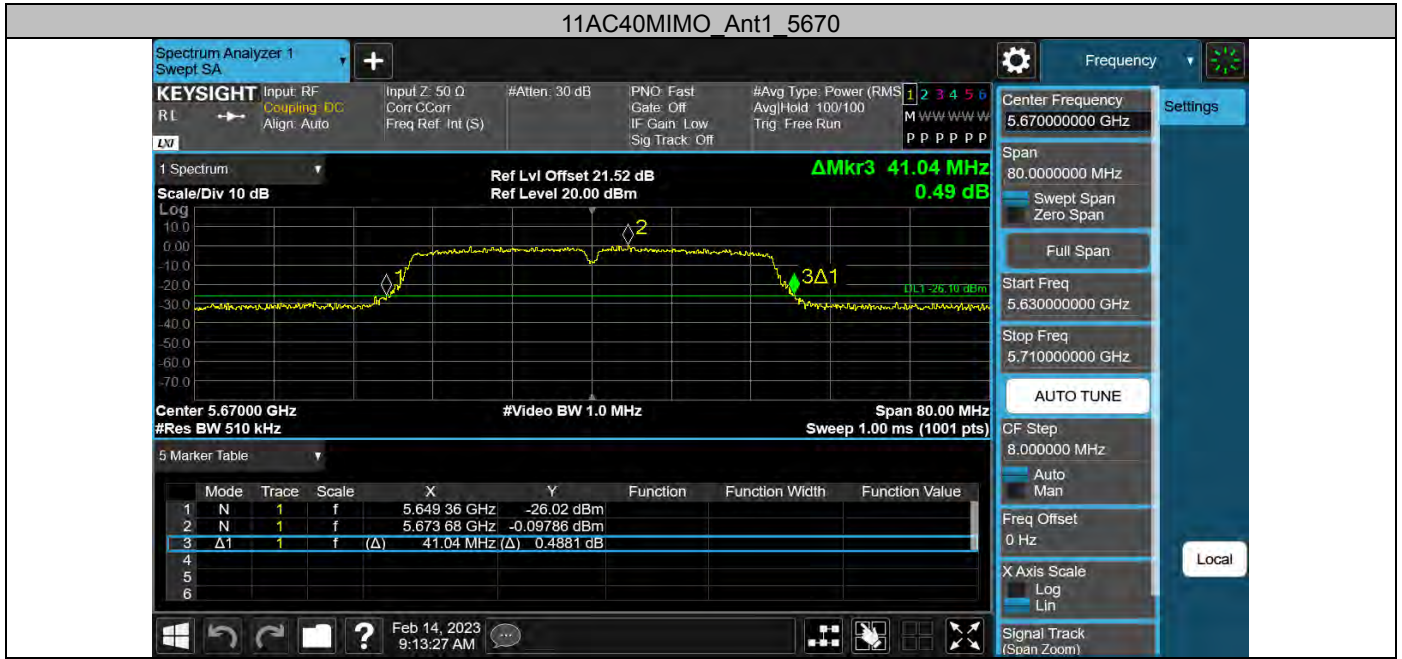 11AC40MIMO_Ant1_5670
Spectrum Analyzer 1
Swept SA
+
Frequency
KEYSIGHT
RL
LXI
Input: RF
Coupling: DC
Align: Auto
Input Z: 50 Ω
Corr CCorr
Freq Ref: Int (S)
#Atten: 30 dB
PNO: Fast
Gate: Off
IF Gain: Low
Sig Track: Off
#Avg Type: Power (RMS
Avg|Hold: 100/100
Trig: Free Run
1 2 3 4 5 6
M W W W W W
P P P P P P
Center Frequency
5.670000000 GHz
Settings
Span
80.0000000 MHz
Swept Span
Zero Span
Full Span
Start Freq
5.630000000 GHz
Stop Freq
5.710000000 GHz
AUTO TUNE
CF Step
8.000000 MHz
Auto
Man
Freq Offset
0 Hz
X Axis Scale
Log
Lin
Signal Track
(Span Zoom)
Local
1 Spectrum
Scale/Div 10 dB
Ref Lvl Offset 21.52 dB
Ref Level 20.00 dBm
ΔMkr3 41.04 MHz
0.49 dB
Log
10.0
0.00
-10.0
-20.0
-30.0
-40.0
-50.0
-60.0
-70.0
1
2
3Δ1
DL1 -26.10 dBm
Center 5.67000 GHz
#Video BW 1.0 MHz
Span 80.00 MHz
#Res BW 510 kHz
Sweep 1.00 ms (1001 pts)
5 Marker Table
Mode Trace Scale X Y Function Function Width Function Value
1 N 1 f 5.649 36 GHz -26.02 dBm
2 N 1 f 5.673 68 GHz -0.09786 dBm
3 Δ1 1 f (Δ) 41.04 MHz (Δ) 0.4881 dB
4
5
6
?
Feb 14, 2023
9:13:27 AM